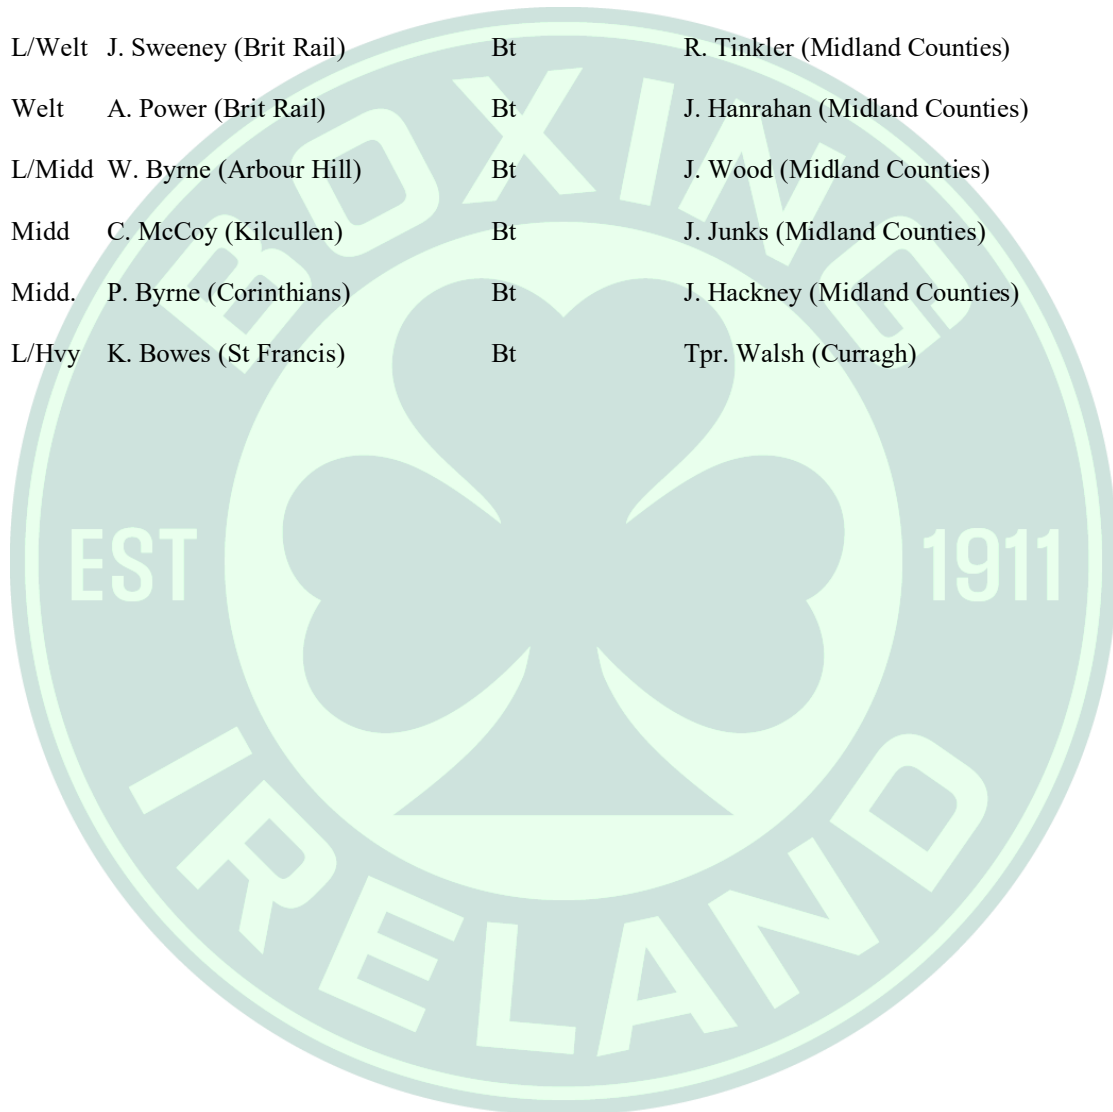 L/Welt J. Sweeney (Brit Rail) Bt R. Tinkler (Midland Counties)
Welt A. Power (Brit Rail) Bt J. Hanrahan (Midland Counties)
L/Midd W. Byrne (Arbour Hill) Bt J. Wood (Midland Counties)
Midd C. McCoy (Kilcullen) Bt J. Junks (Midland Counties)
Midd. P. Byrne (Corinthians) Bt J. Hackney (Midland Counties)
L/Hvy K. Bowes (St Francis) Bt Tpr. Walsh (Curragh)
BOXING
EST 1911
IRELAND